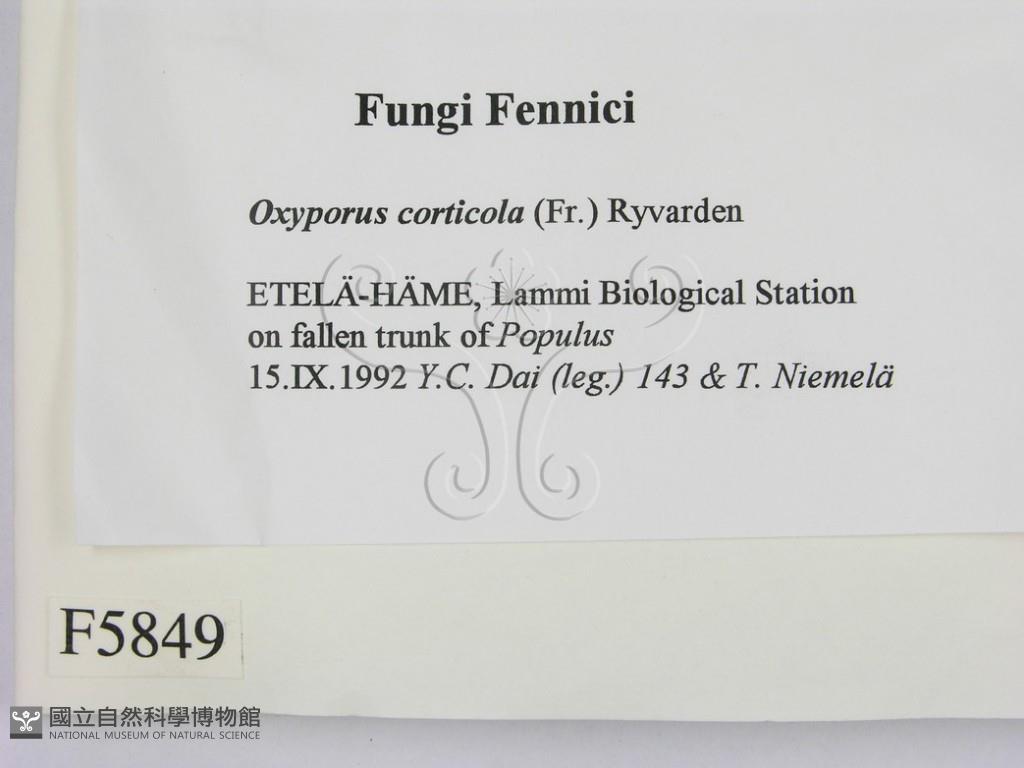 Fungi Fennici
Oxyporus corticola (Fr.) Ryvarden
ETELÄ-HÄME, Lammi Biological Station
on fallen trunk of Populus
15.IX.1992 Y.C. Dai (leg.) 143 & T. Niemelä
F5849
國立自然科學博物館
NATIONAL MUSEUM OF NATURAL SCIENCE